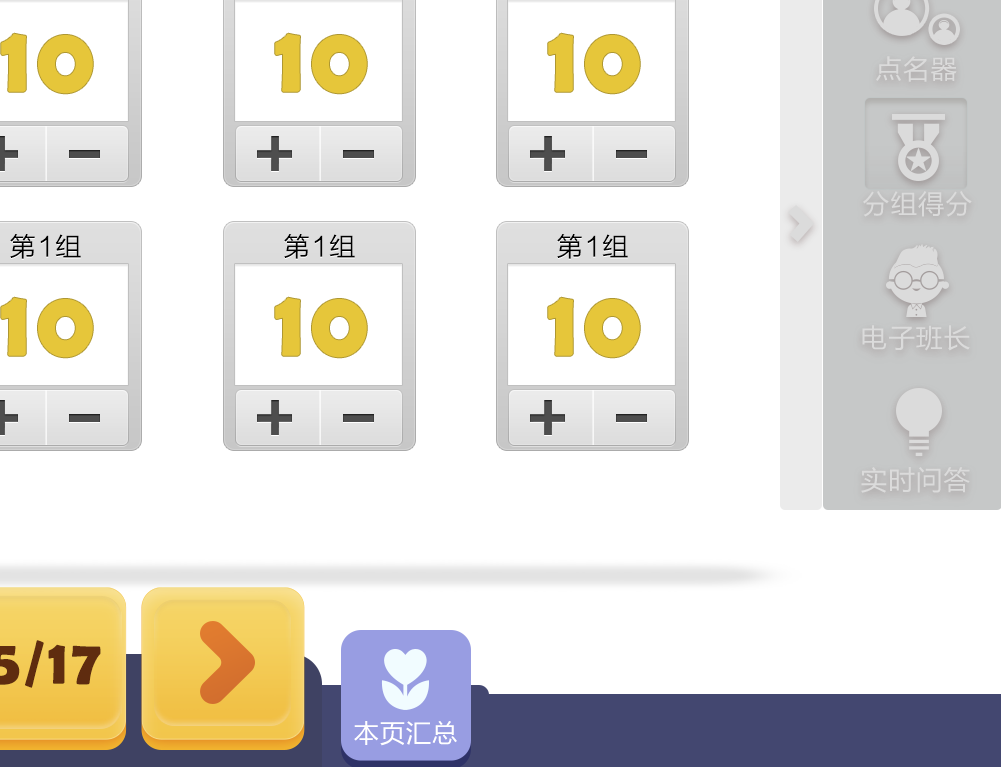 10 10 10
点名器
+ − + − + −
分组得分
第1组 第1组 第1组
10 10 10
电子班长
+ − + − + −
实时问答
5/17
本页汇总